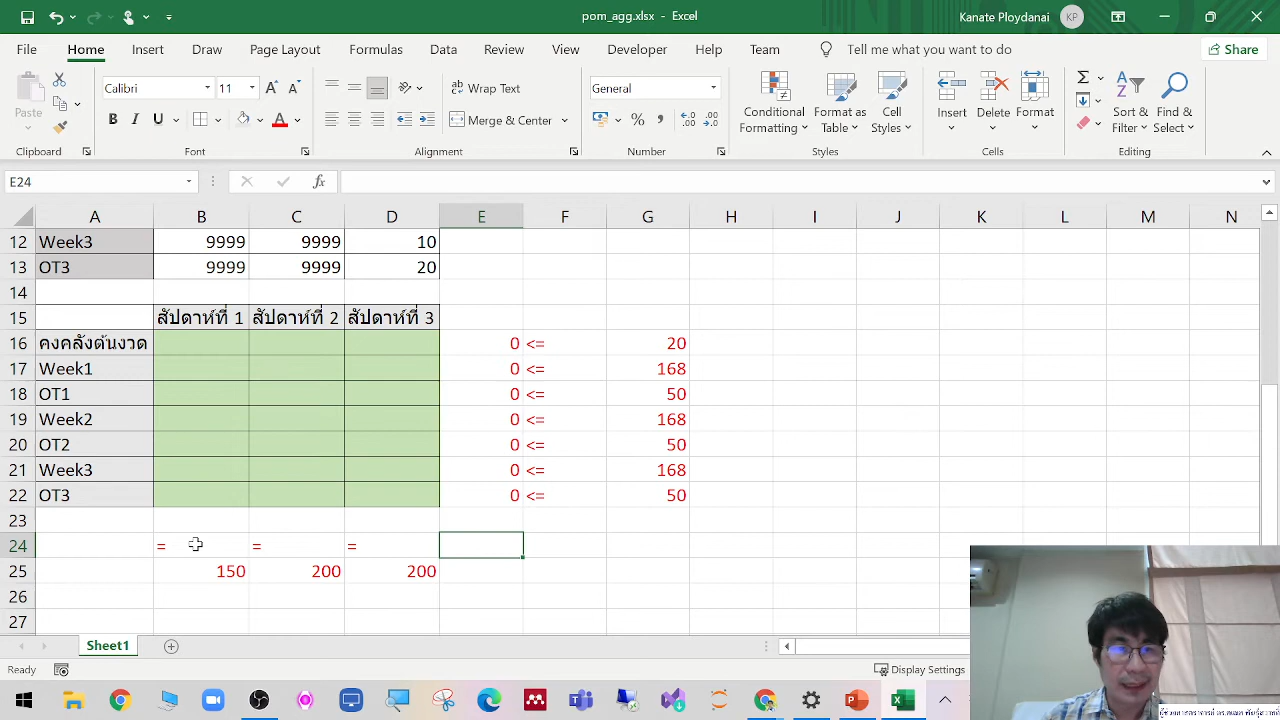 pom_agg.xlsx - Excel
Kanate Ploydanai KP
File Home Insert Draw Page Layout Formulas Data Review View Developer Help Team Tell me what you want to do Share
Paste
Calibri 11
Wrap Text
Merge & Center
General
Conditional Formatting
Format as Table
Cell Styles
Insert Delete Format
Sort & Filter
Find & Select
Clipboard Font Alignment Number Styles Cells Editing
E24
A B C D E F G H I J K L M N
12 Week3 9999 9999 10
13 OT3 9999 9999 20
14
15 สัปดาห์ที่ 1 สัปดาห์ที่ 2 สัปดาห์ที่ 3
16 คงคลังต้นงวด 0 <= 20
17 Week1 0 <= 168
18 OT1 0 <= 50
19 Week2 0 <= 168
20 OT2 0 <= 50
21 Week3 0 <= 168
22 OT3 0 <= 50
23
24 = = =
25 150 200 200
26
27
Sheet1
Ready Display Settings